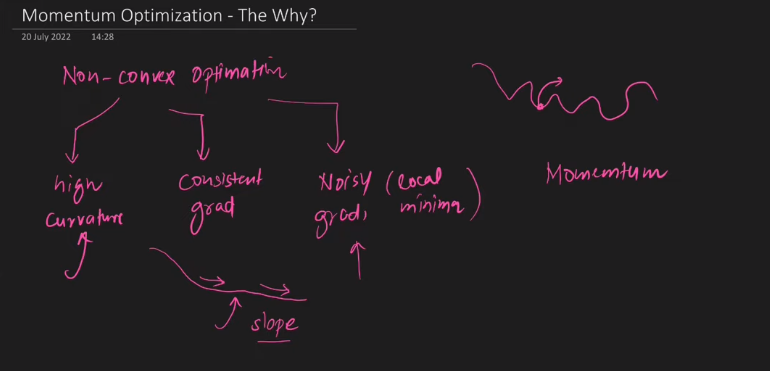 Momentum Optimization - The Why?
20 July 2022 14:28
Non-convex Optimation
high
curvature
consistent
grad
Noisy (local
grad, minima)
slope
Momentum